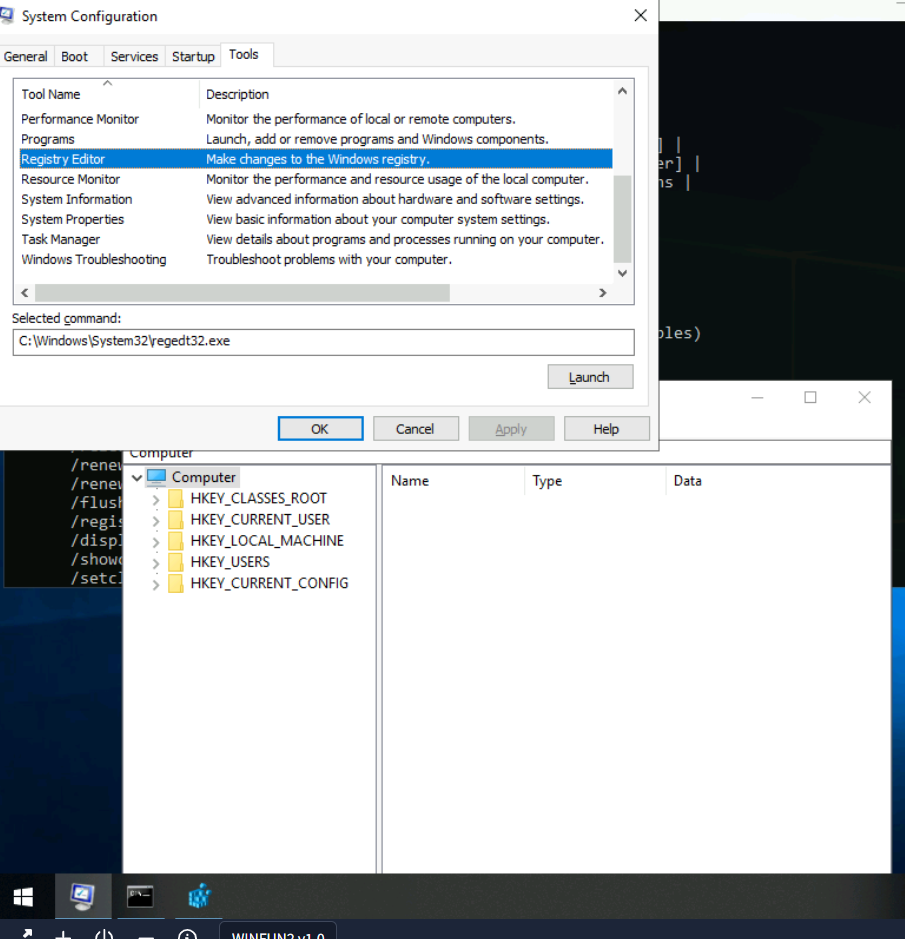 System Configuration
General Boot Services Startup Tools
Tool Name Description
Performance Monitor Monitor the performance of local or remote computers.
Programs Launch, add or remove programs and Windows components.
Registry Editor Make changes to the Windows registry.
Resource Monitor Monitor the performance and resource usage of the local computer.
System Information View advanced information about hardware and software settings.
System Properties View basic information about your computer system settings.
Task Manager View details about programs and processes running on your computer.
Windows Troubleshooting Troubleshoot problems with your computer.
Selected command:
C:\Windows\System32\regedt32.exe
Launch
OK Cancel Apply Help
] |
er] |
ns |
bles)
Computer
/renew
/renew
/flush
/regis
/displ
/showc
/setcl
Computer
HKEY_CLASSES_ROOT
HKEY_CURRENT_USER
HKEY_LOCAL_MACHINE
HKEY_USERS
HKEY_CURRENT_CONFIG
Name Type Data
WINFUN2 v1.0